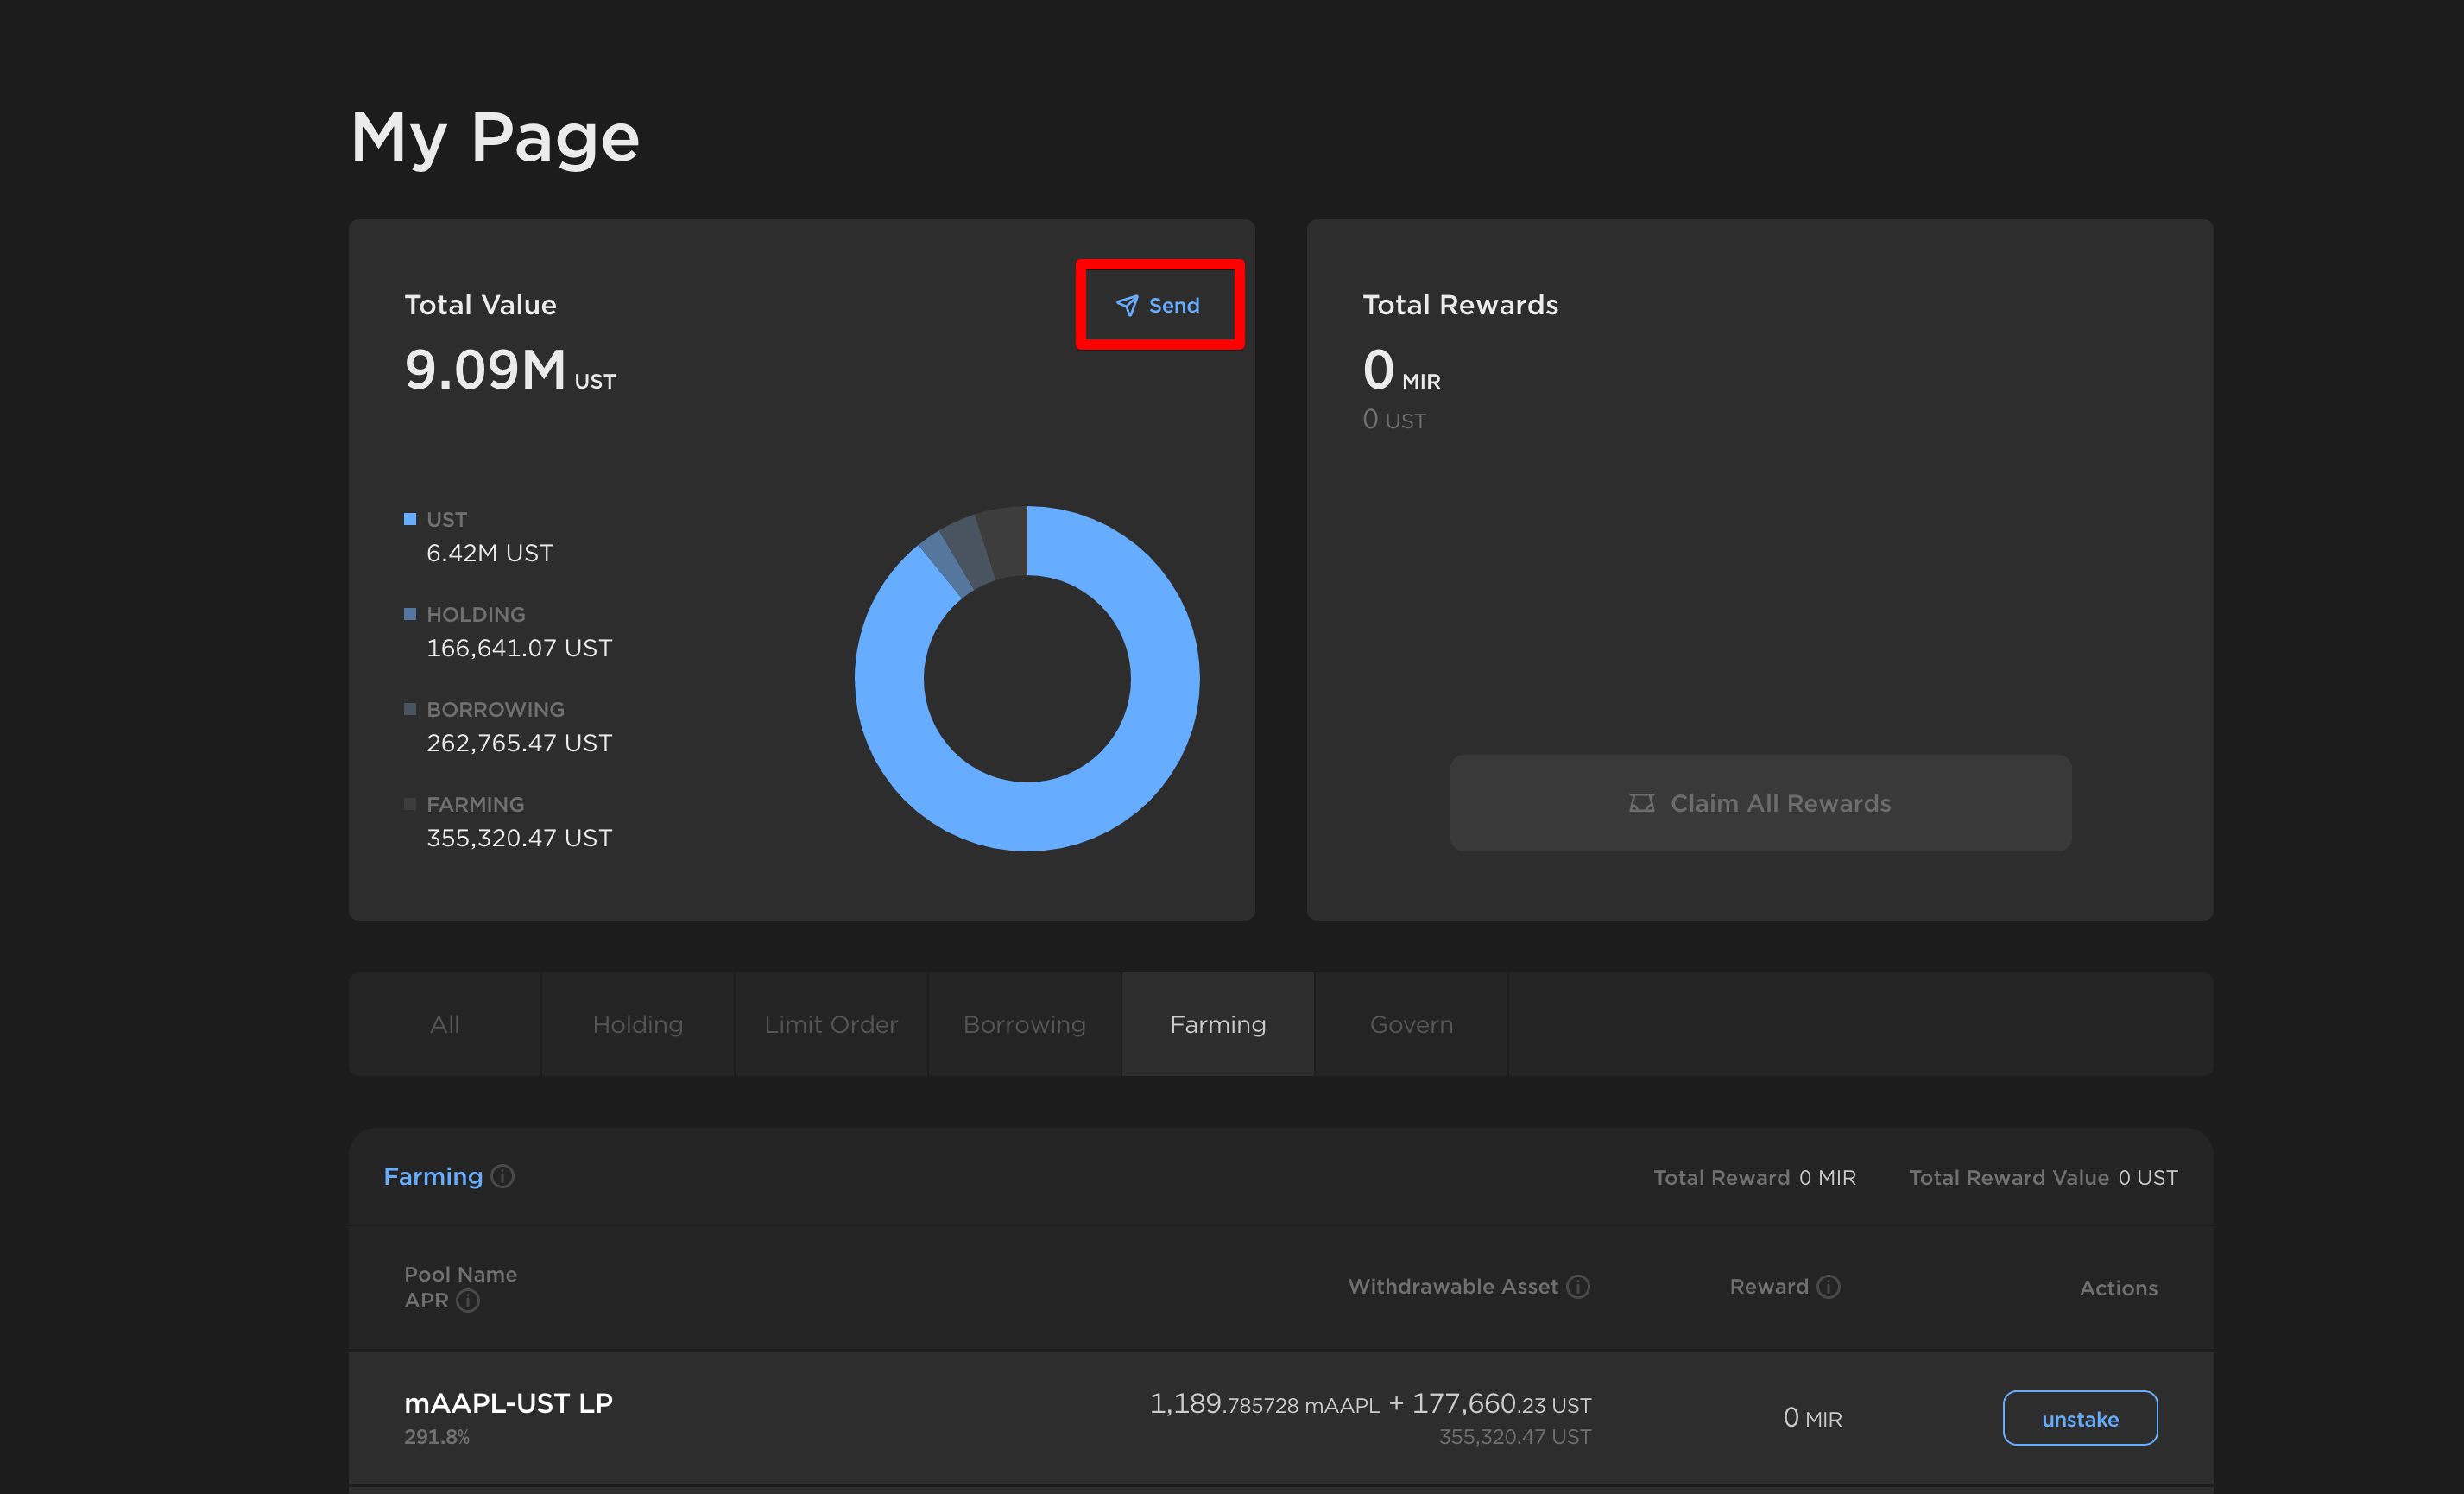 My Page
Total Value
Send
9.09M UST
UST
6.42M UST
HOLDING
166,641.07 UST
BORROWING
262,765.47 UST
FARMING
355,320.47 UST
Total Rewards
0 MIR
0 UST
Claim All Rewards
All Holding Limit Order Borrowing Farming Govern
Farming Total Reward 0 MIR Total Reward Value 0 UST
Pool Name
APR
Withdrawable Asset Reward Actions
mAAPL-UST LP
291.8%
1,189.785728 mAAPL + 177,660.23 UST
355,320.47 UST
0 MIR
unstake